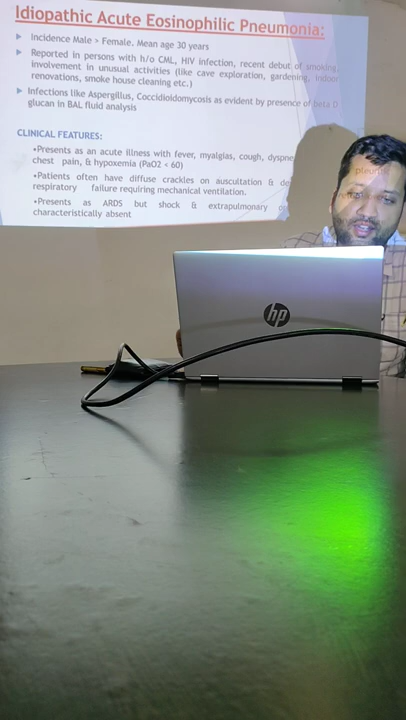 Idiopathic Acute Eosinophilic Pneumonia:
Incidence Male > Female. Mean age 30 years
Reported in persons with h/o CML, HIV infection, recent debut of smoking,
involvement in unusual activities (like cave exploration, gardening, indoor
renovations, smoke house cleaning etc.)
Infections like Aspergillus, Coccidioidomycosis as evident by presence of beta D
glucan in BAL fluid analysis
CLINICAL FEATURES:
•Presents as an acute illness with fever, myalgias, cough, dyspne
chest pain, & hypoxemia (PaO2 < 60)
pleuritic
•Patients often have diffuse crackles on auscultation & de
respiratory failure requiring mechanical ventilation.
•Presents as ARDS but shock & extrapulmonary
characteristically absent
hp